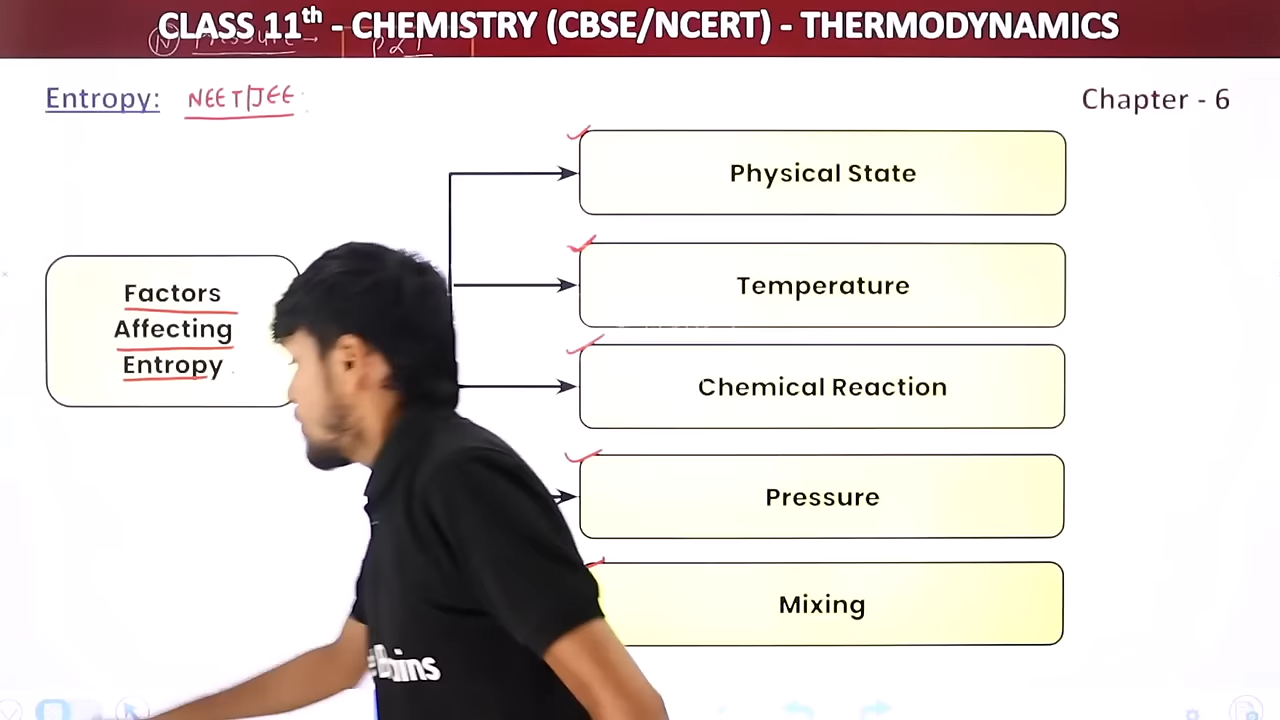 CLASS 11th - CHEMISTRY (CBSE/NCERT) - THERMODYNAMICS
Entropy: NEET/JEE
Chapter - 6
Physical State
Temperature
Factors
Affecting
Entropy
Chemical Reaction
Pressure
Mixing